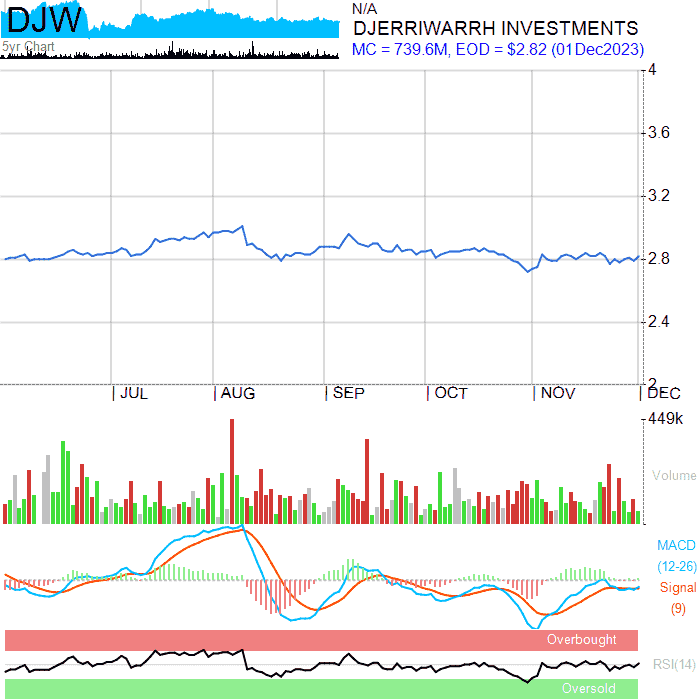 DJW
5yr Chart
N/A
DJERRIWARRH INVESTMENTS
MC = 739.6M, EOD = $2.82 (01Dec2023)
4
3.6
3.2
2.8
2.4
2
JUL
AUG
SEP
OCT
NOV
DEC
449k
Volume
MACD
(12-26)
Signal
(9)
Overbought
RSI(14)
Oversold